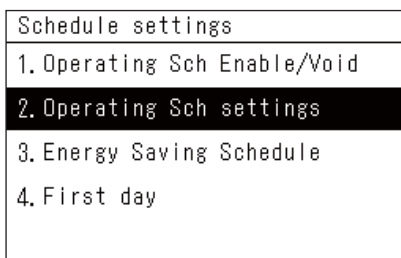 Schedule settings
1. Operating Sch Enable/Void
2. Operating Sch settings
3. Energy Saving Schedule
4. First day